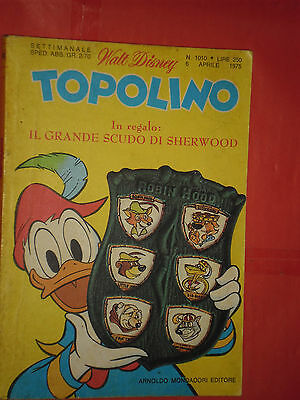 SETTIMANALE
SPED. ABB. GR. 2/70
Walt Disney
N. 1010 • LIRE 250
6 APRILE 1975
TOPOLINO
In regalo:
IL GRANDE SCUDO DI SHERWOOD
ROBIN HOOD
ARNOLDO MONDADORI EDITORE